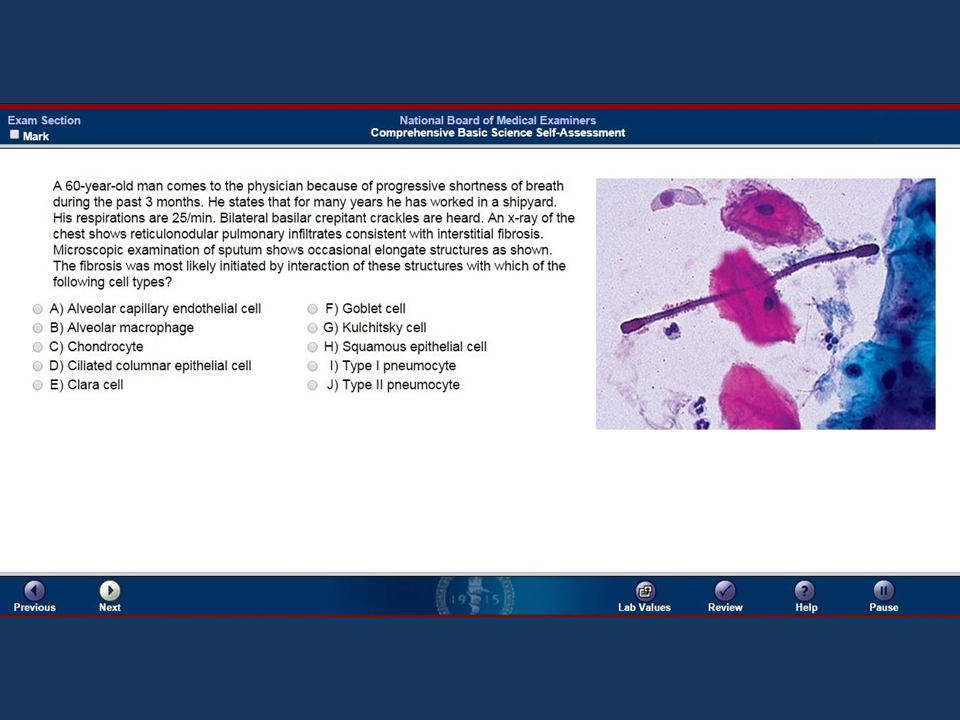 Exam Section
Mark
National Board of Medical Examiners
Comprehensive Basic Science Self-Assessment
A 60-year-old man comes to the physician because of progressive shortness of breath
during the past 3 months. He states that for many years he has worked in a shipyard.
His respirations are 25/min. Bilateral basilar crepitant crackles are heard. An x-ray of the
chest shows reticulonodular pulmonary infiltrates consistent with interstitial fibrosis.
Microscopic examination of sputum shows occasional elongate structures as shown.
The fibrosis was most likely initiated by interaction of these structures with which of the
following cell types?
A) Alveolar capillary endothelial cell
B) Alveolar macrophage
C) Chondrocyte
D) Ciliated columnar epithelial cell
E) Clara cell
F) Goblet cell
G) Kulchitsky cell
H) Squamous epithelial cell
I) Type I pneumocyte
J) Type II pneumocyte
1915
Previous
Next
Lab Values
Review
Help
Pause